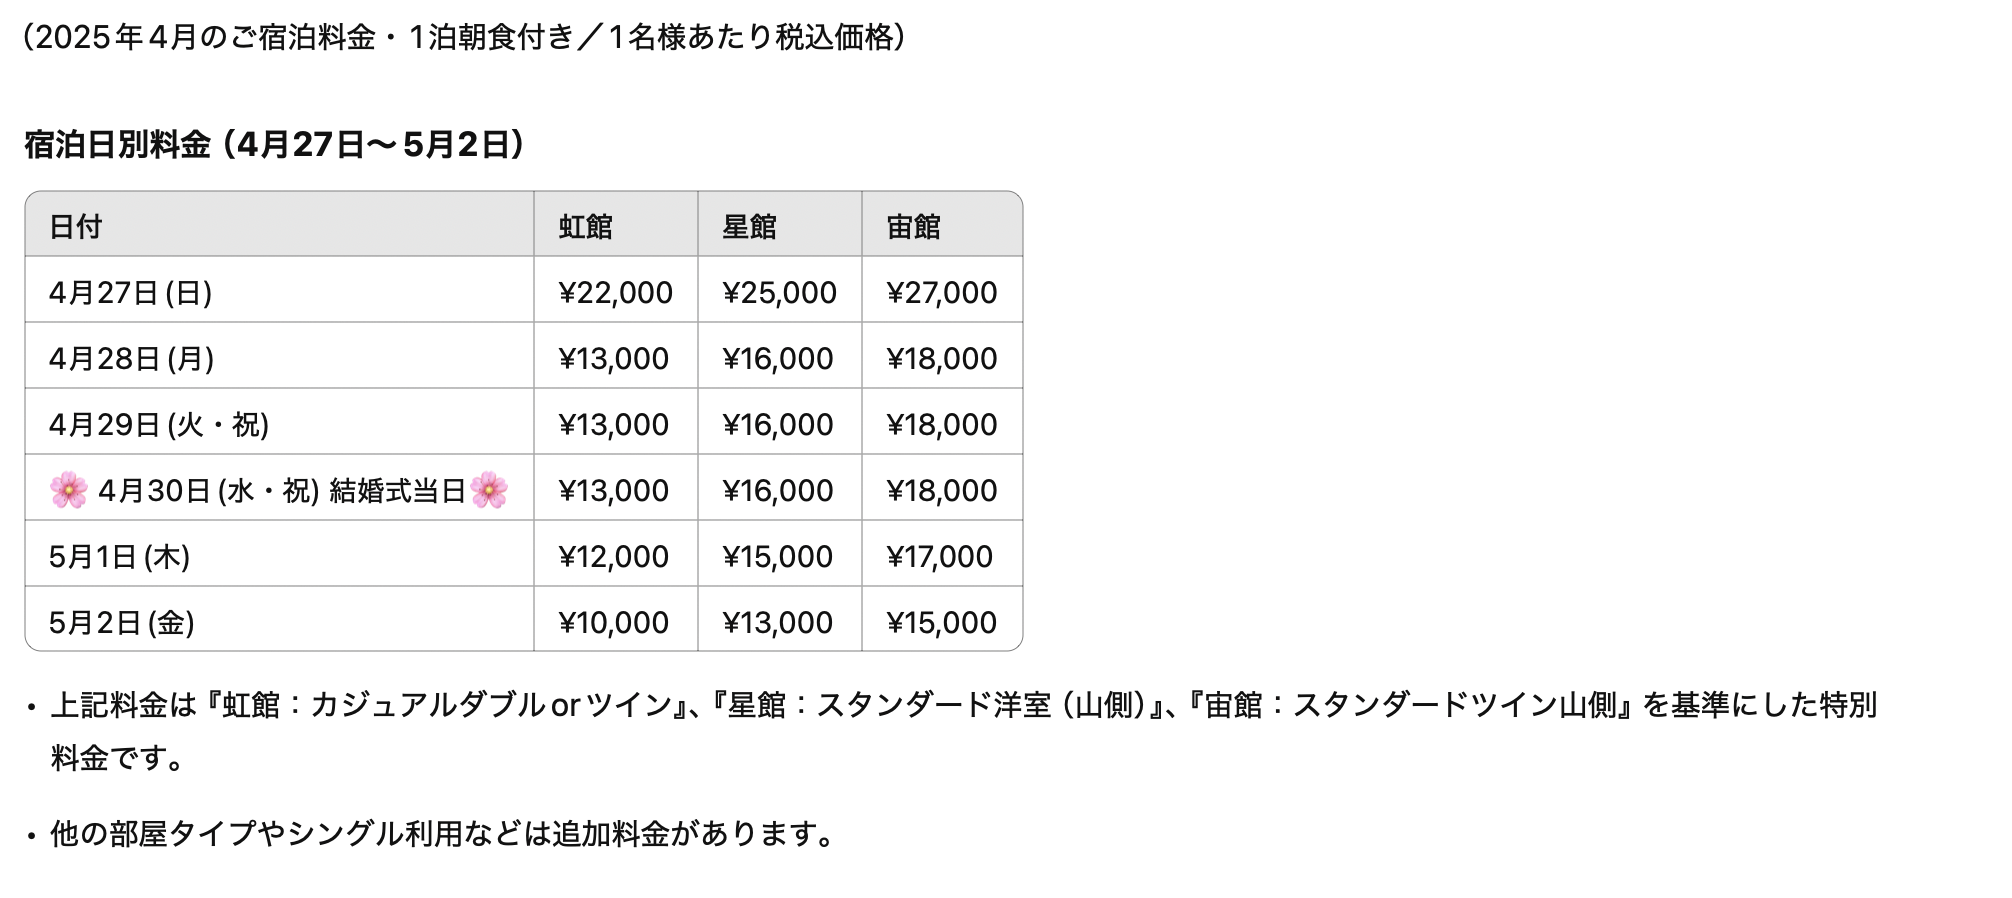 （2025年4月のご宿泊料金・1泊朝食付き／1名様あたり税込価格）
宿泊日別料金（4月27日〜5月2日）
日付 虹館 星館 宙館
4月27日(日) ¥22,000 ¥25,000 ¥27,000
4月28日(月) ¥13,000 ¥16,000 ¥18,000
4月29日(火・祝) ¥13,000 ¥16,000 ¥18,000
🌸 4月30日(水・祝) 結婚式当日🌸 ¥13,000 ¥16,000 ¥18,000
5月1日(木) ¥12,000 ¥15,000 ¥17,000
5月2日(金) ¥10,000 ¥13,000 ¥15,000
・上記料金は『虹館：カジュアルダブルorツイン』、『星館：スタンダード洋室（山側）』、『宙館：スタンダードツイン山側』を基準にした特別
料金です。
・他の部屋タイプやシングル利用などは追加料金があります。